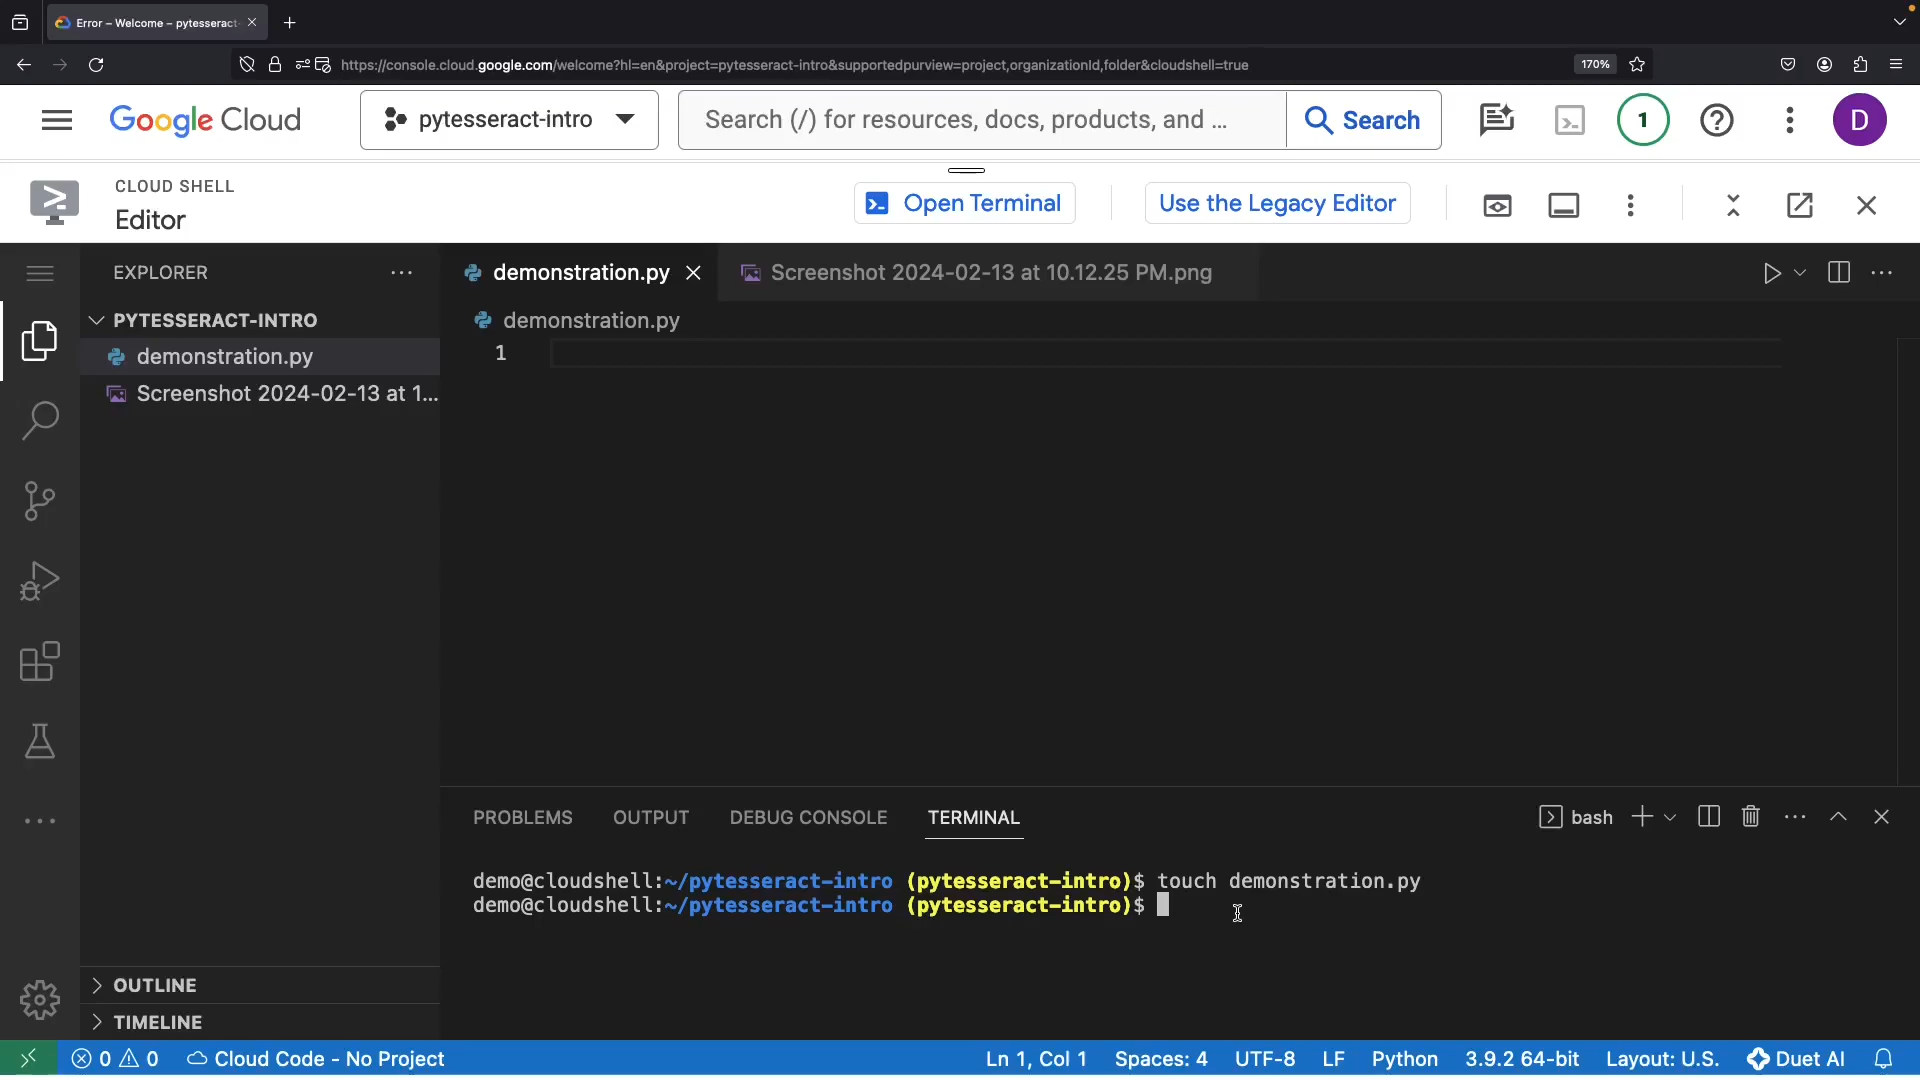 Error – Welcome – pytesseract-
https://console.cloud.google.com/welcome?hl=en&project=pytesseract-intro&supportedpurview=project,organizationId,folder&cloudshell=true
170%
Google Cloud
pytesseract-intro
Search (/) for resources, docs, products, and ...
Search
1
D
CLOUD SHELL
Editor
Open Terminal
Use the Legacy Editor
EXPLORER
PYTESSERACT-INTRO
demonstration.py
Screenshot 2024-02-13 at 1...
OUTLINE
TIMELINE
demonstration.py
Screenshot 2024-02-13 at 10.12.25 PM.png
demonstration.py
1
PROBLEMS
OUTPUT
DEBUG CONSOLE
TERMINAL
bash
demo@cloudshell:~/pytesseract-intro (pytesseract-intro)$ touch demonstration.py
demo@cloudshell:~/pytesseract-intro (pytesseract-intro)$
0 0
Cloud Code - No Project
Ln 1, Col 1
Spaces: 4
UTF-8
LF
Python
3.9.2 64-bit
Layout: U.S.
Duet AI